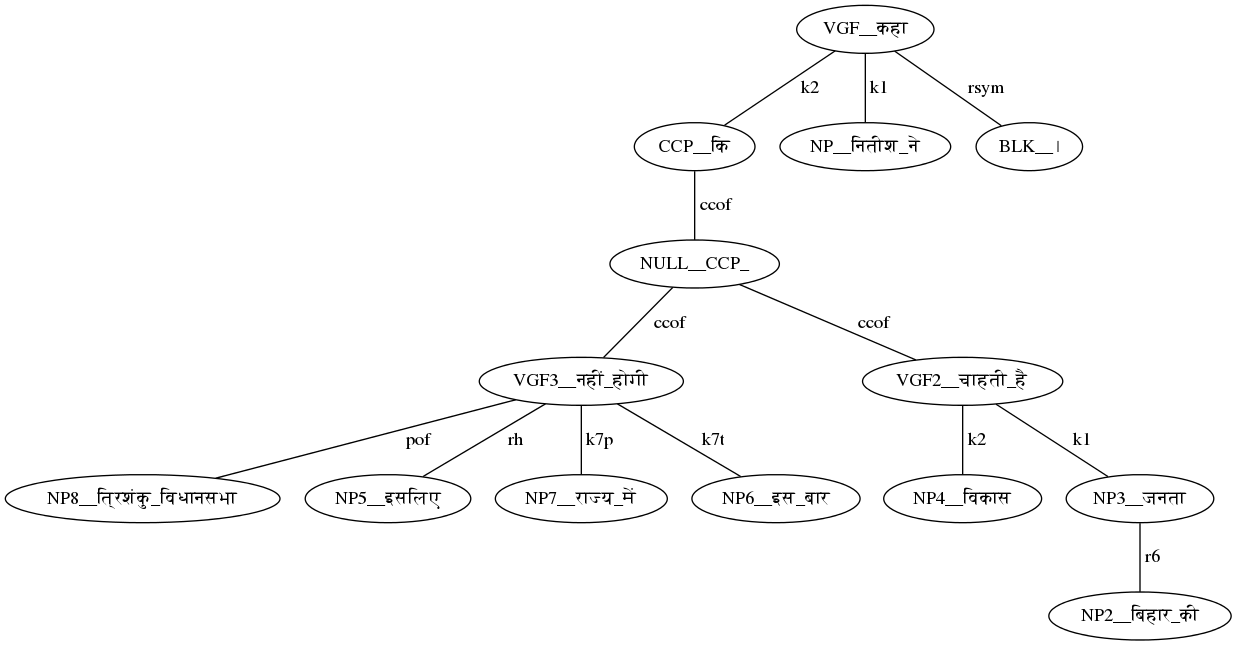 VGF__कहा
k2 k1 rsym
CCP__कि NP__नितीश_ने BLK__।
ccof
NULL__CCP_
ccof ccof
VGF3__नहीं_होगी VGF2__चाहती_है
pof rh k7p k7t k2 k1
NP8__त्रिशंकु_विधानसभा NP5__इसलिए NP7__राज्य_में NP6__इस_बार NP4__विकास NP3__जनता
r6
NP2__बिहार_की